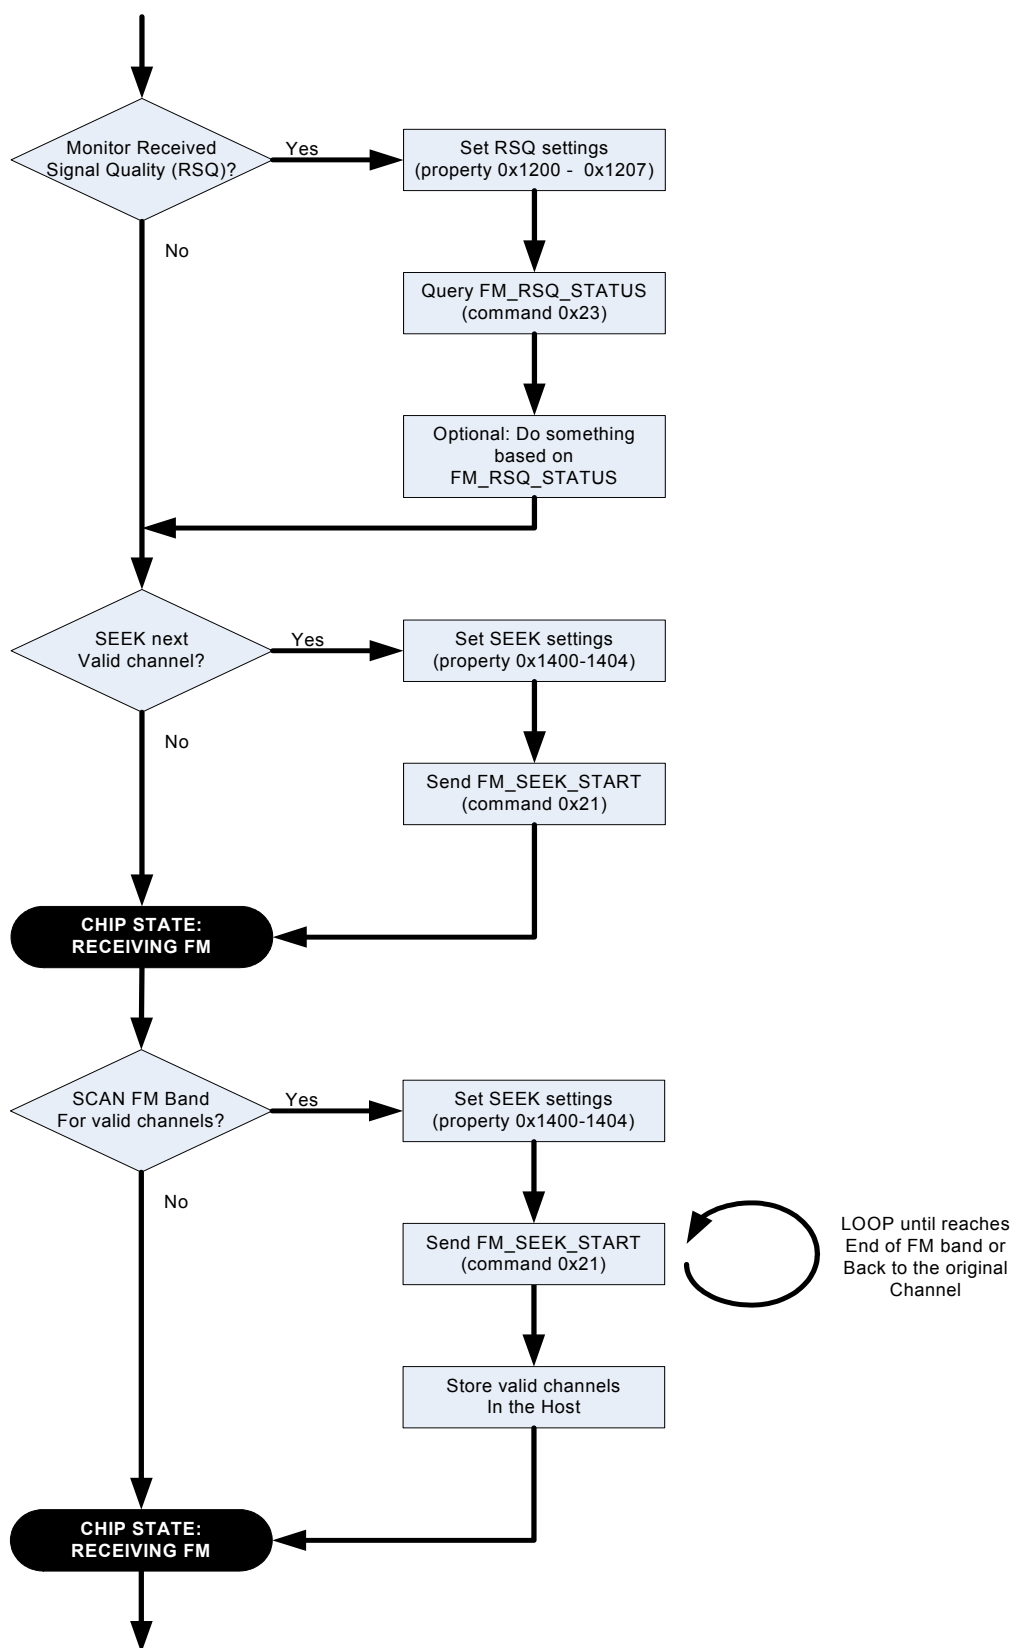 Monitor Received
Signal Quality (RSQ)?
Yes
Set RSQ settings
(property 0x1200 - 0x1207)
No
Query FM_RSQ_STATUS
(command 0x23)
Optional: Do something
based on
FM_RSQ_STATUS
SEEK next
Valid channel?
Yes
Set SEEK settings
(property 0x1400-1404)
No
Send FM_SEEK_START
(command 0x21)
CHIP STATE:
RECEIVING FM
SCAN FM Band
For valid channels?
Yes
Set SEEK settings
(property 0x1400-1404)
No
Send FM_SEEK_START
(command 0x21)
LOOP until reaches
End of FM band or
Back to the original
Channel
Store valid channels
In the Host
CHIP STATE:
RECEIVING FM